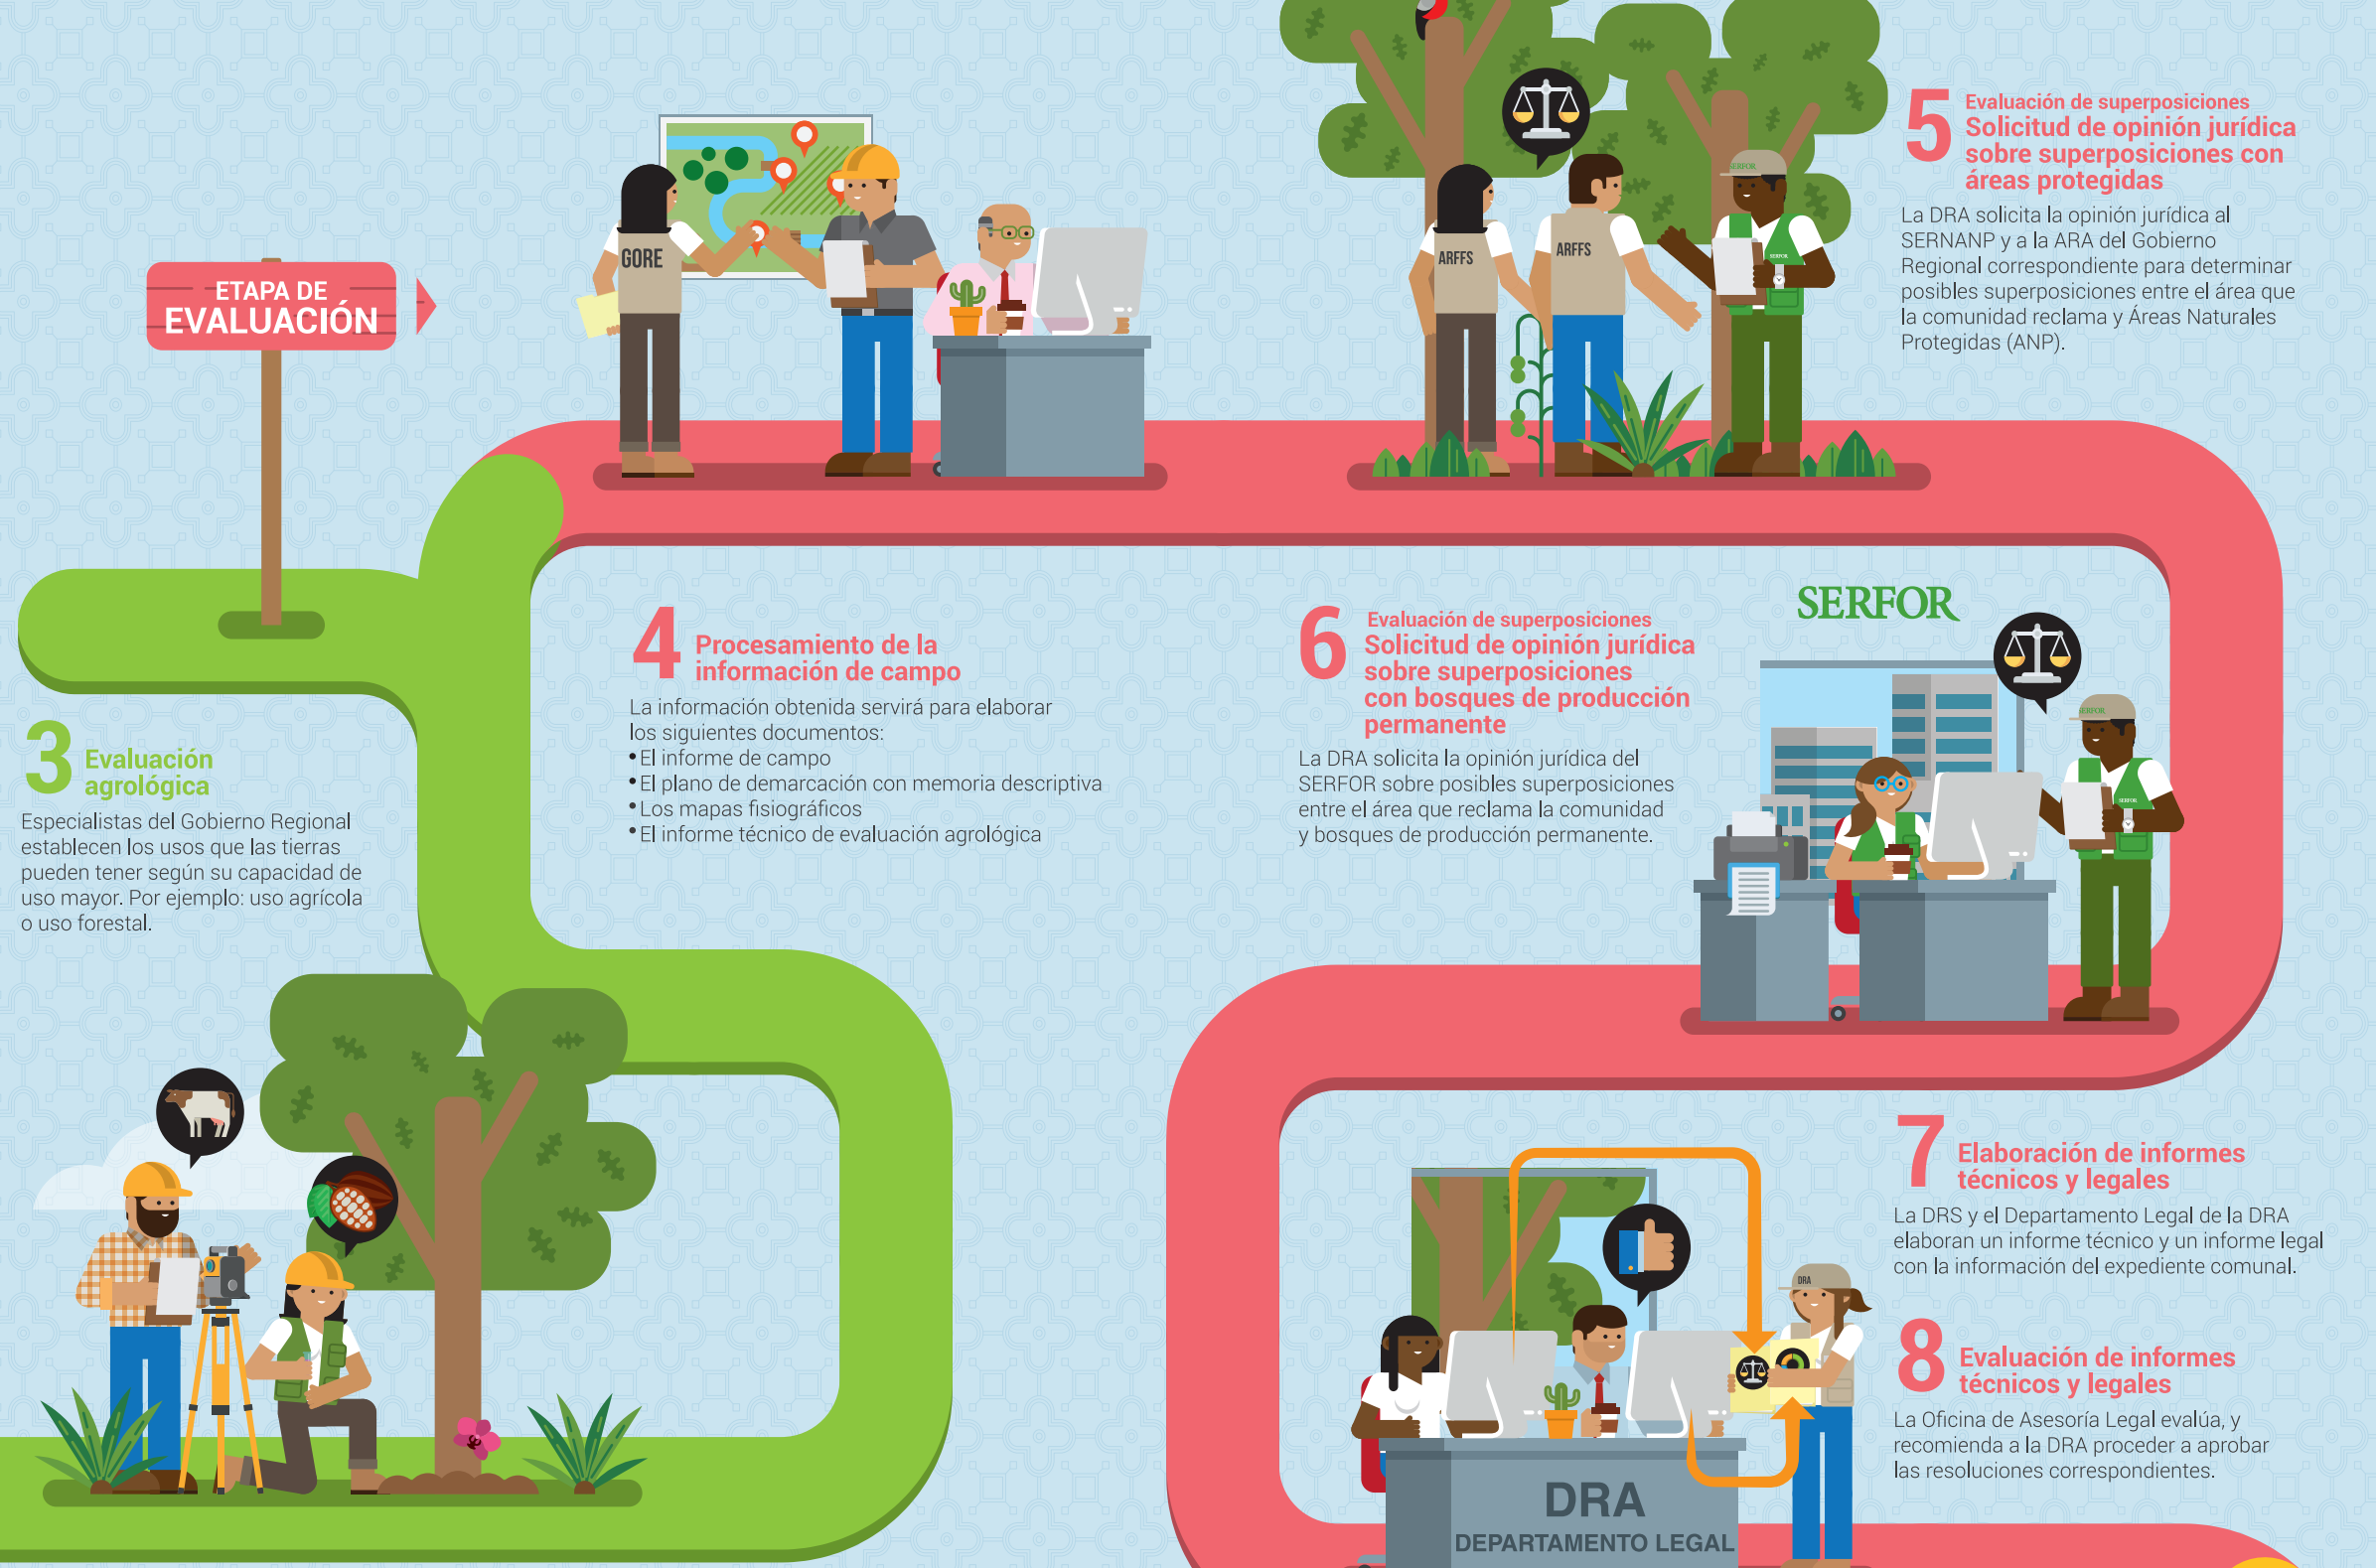 ETAPA DE
EVALUACIÓN
3
Evaluación
agrológica
Especialistas del Gobierno Regional
establecen los usos que las tierras
pueden tener según su capacidad de
uso mayor. Por ejemplo: uso agrícola
o uso forestal.
GORE
4
Procesamiento de la
información de campo
La información obtenida servirá para elaborar
los siguientes documentos:
• El informe de campo
• El plano de demarcación con memoria descriptiva
• Los mapas fisiográficos
• El informe técnico de evaluación agrológica
ARFFS
ARFFS
SERFOR
SERFOR
5
Evaluación de superposiciones
Solicitud de opinión jurídica
sobre superposiciones con
áreas protegidas
La DRA solicita la opinión jurídica al
SERNANP y a la ARA del Gobierno
Regional correspondiente para determinar
posibles superposiciones entre el área que
la comunidad reclama y Áreas Naturales
Protegidas (ANP).
6
Evaluación de superposiciones
Solicitud de opinión jurídica
sobre superposiciones
con bosques de producción
permanente
La DRA solicita la opinión jurídica del
SERFOR sobre posibles superposiciones
entre el área que reclama la comunidad
y bosques de producción permanente.
SERFOR
SERFOR
SERFOR
7
Elaboración de informes
técnicos y legales
La DRS y el Departamento Legal de la DRA
elaboran un informe técnico y un informe legal
con la información del expediente comunal.
8
Evaluación de informes
técnicos y legales
La Oficina de Asesoría Legal evalúa, y
recomienda a la DRA proceder a aprobar
las resoluciones correspondientes.
DRA
DRA
DEPARTAMENTO LEGAL